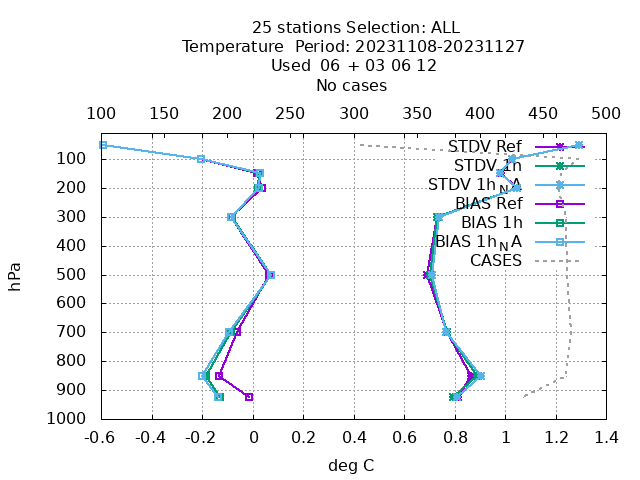 25 stations Selection: ALL
Temperature  Period: 20231108-20231127
Used  06 + 03 06 12
No cases
100 150 200 250 300 350 400 450 500
STDV Ref
STDV 1h
STDV 1h_N A
BIAS Ref
BIAS 1h
BIAS 1h_N A
CASES
100
200
300
400
500
600
700
800
900
1000
hPa
-0.6 -0.4 -0.2 0 0.2 0.4 0.6 0.8 1 1.2 1.4
deg C